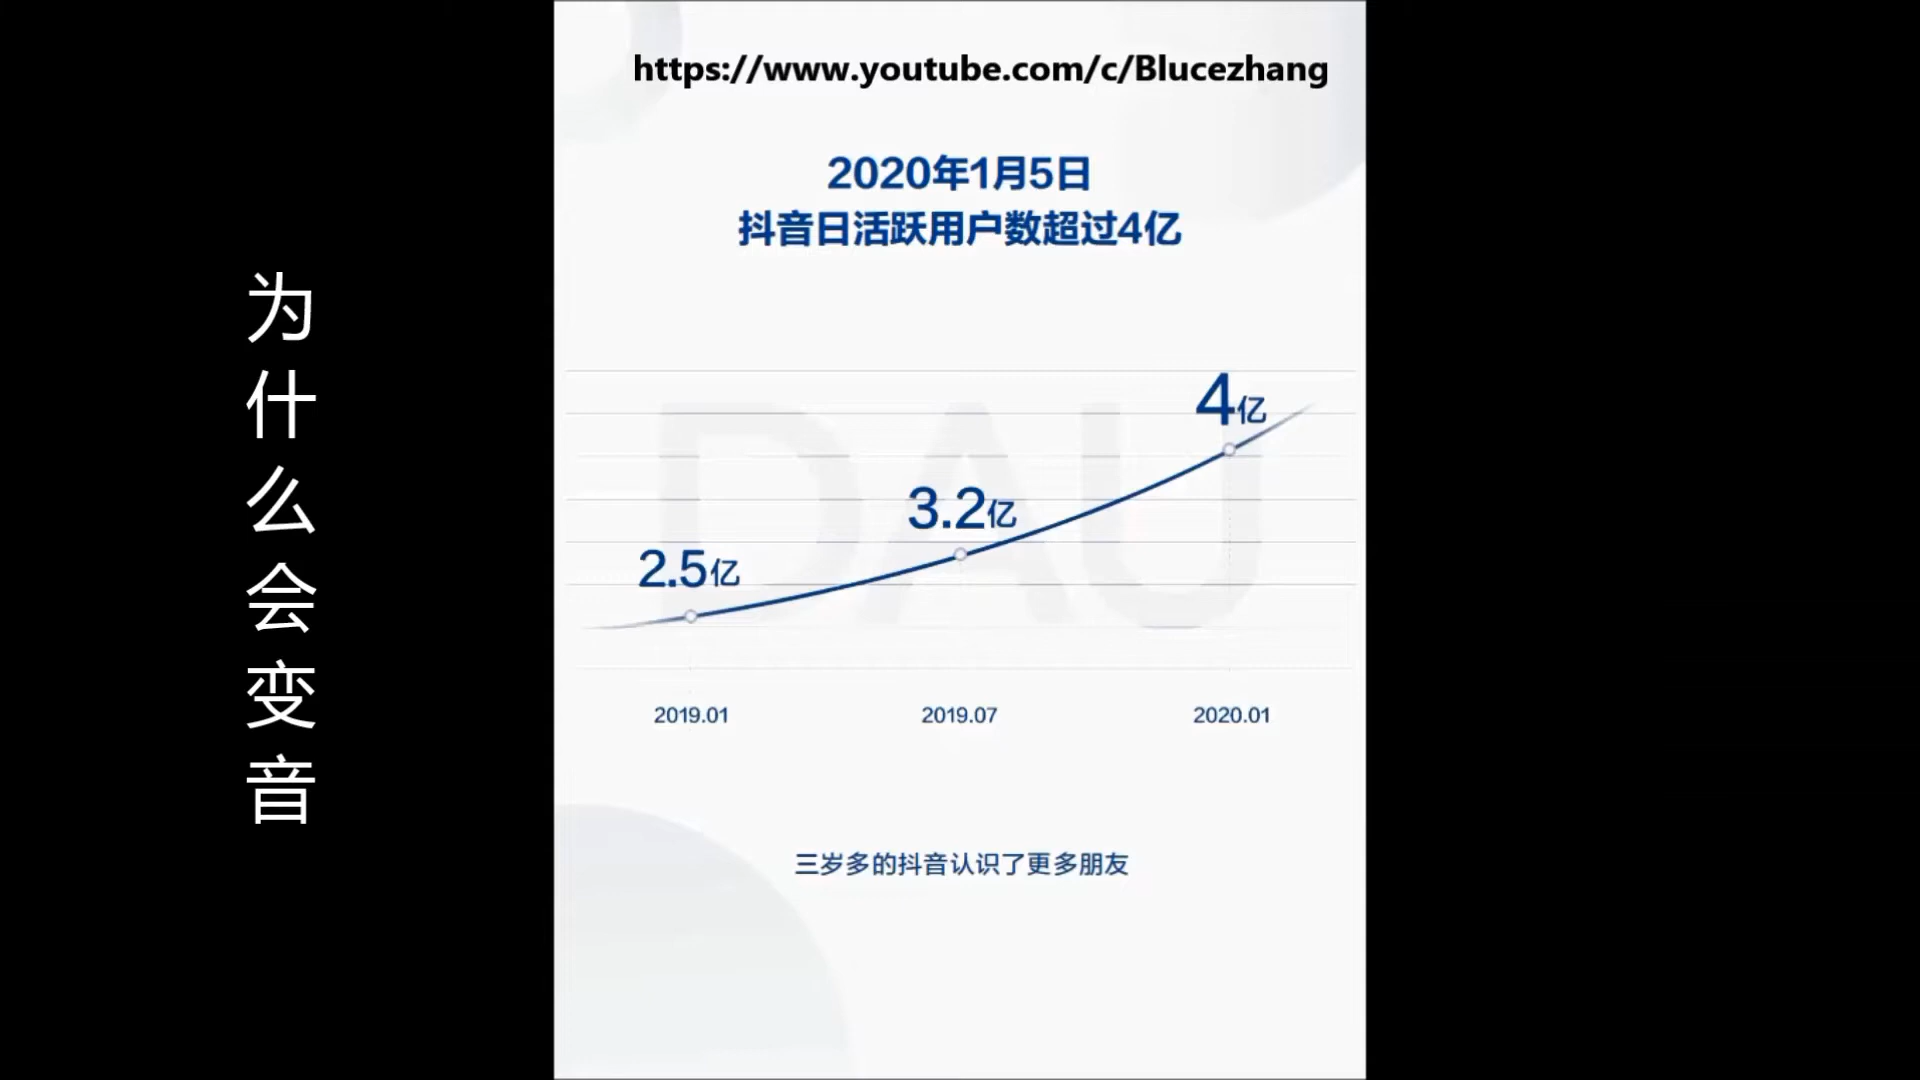 https://www.youtube.com/c/Blucezhang
2020年1月5日
抖音日活跃用户数超过4亿
为什么会变音
DAU
4亿
3.2亿
2.5亿
2019.01 2019.07 2020.01
三岁多的抖音认识了更多朋友